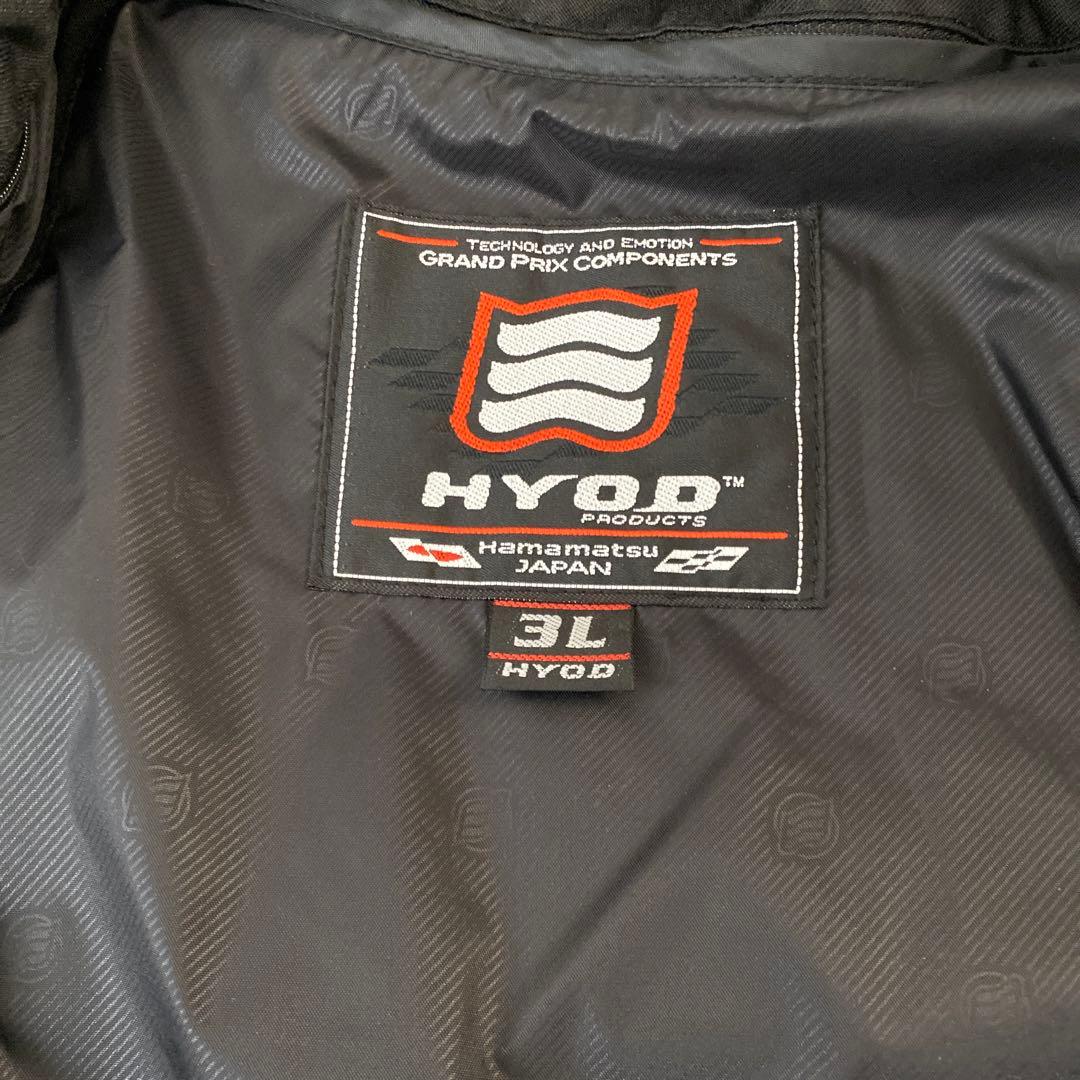 TECHNOLOGY AND EMOTION
GRAND PRIX COMPONENTS
HYOD™
PRODUCTS
Hamamatsu
JAPAN
3L
HYOD